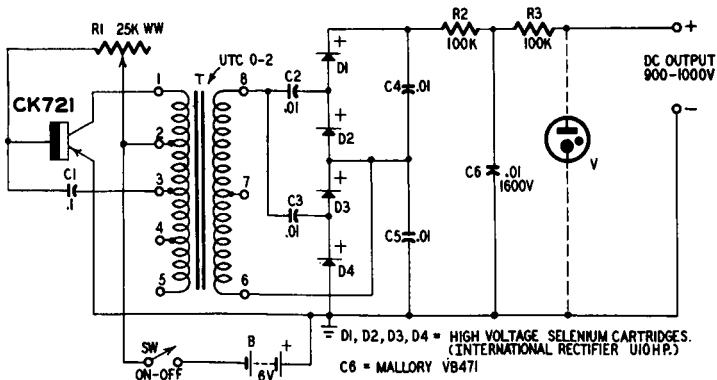 R1 25K WW
CK721
C1
.1
1
2
3
4
5
T
UTC 0-2
8
7
6
C2
.01
C3
.01
+
D1
+
D2
+
D3
+
D4
C4
.01
C5
.01
R2
100K
R3
100K
C6
.01
1600V
V
+
DC OUTPUT
900-1000V
-
SW
ON-OFF
B
+
6V
D1, D2, D3, D4 = HIGH VOLTAGE SELENIUM CARTRIDGES.
(INTERNATIONAL RECTIFIER U10HP.)
C6 = MALLORY VB471